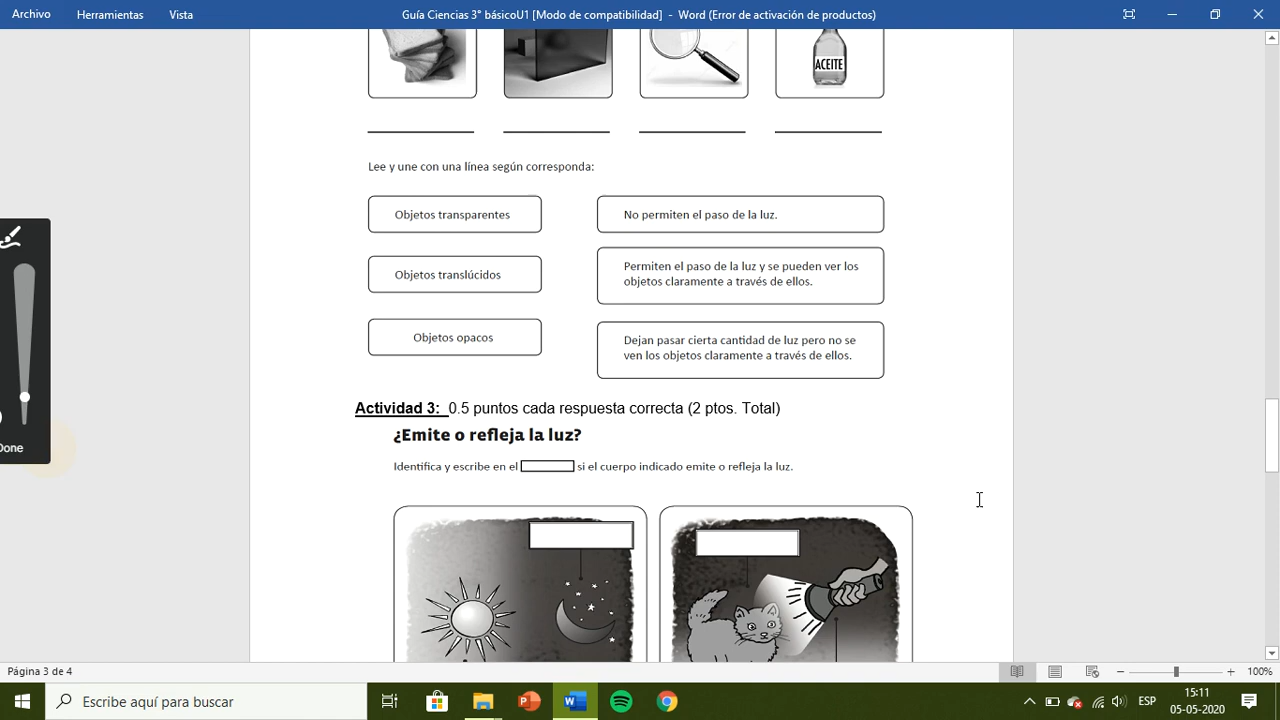 Archivo Herramientas Vista
Guía Ciencias 3° básicoU1 [Modo de compatibilidad] - Word (Error de activación de productos)
ACEITE
Lee y une con una línea según corresponda:
Objetos transparentes
No permiten el paso de la luz.
Objetos translúcidos
Permiten el paso de la luz y se pueden ver los
objetos claramente a través de ellos.
Objetos opacos
Dejan pasar cierta cantidad de luz pero no se
ven los objetos claramente a través de ellos.
Done
Actividad 3: 0.5 puntos cada respuesta correcta (2 ptos. Total)
¿Emite o refleja la luz?
Identifica y escribe en el si el cuerpo indicado emite o refleja la luz.
Página 3 de 4
100%
Escribe aquí para buscar
ESP
15:11
05-05-2020